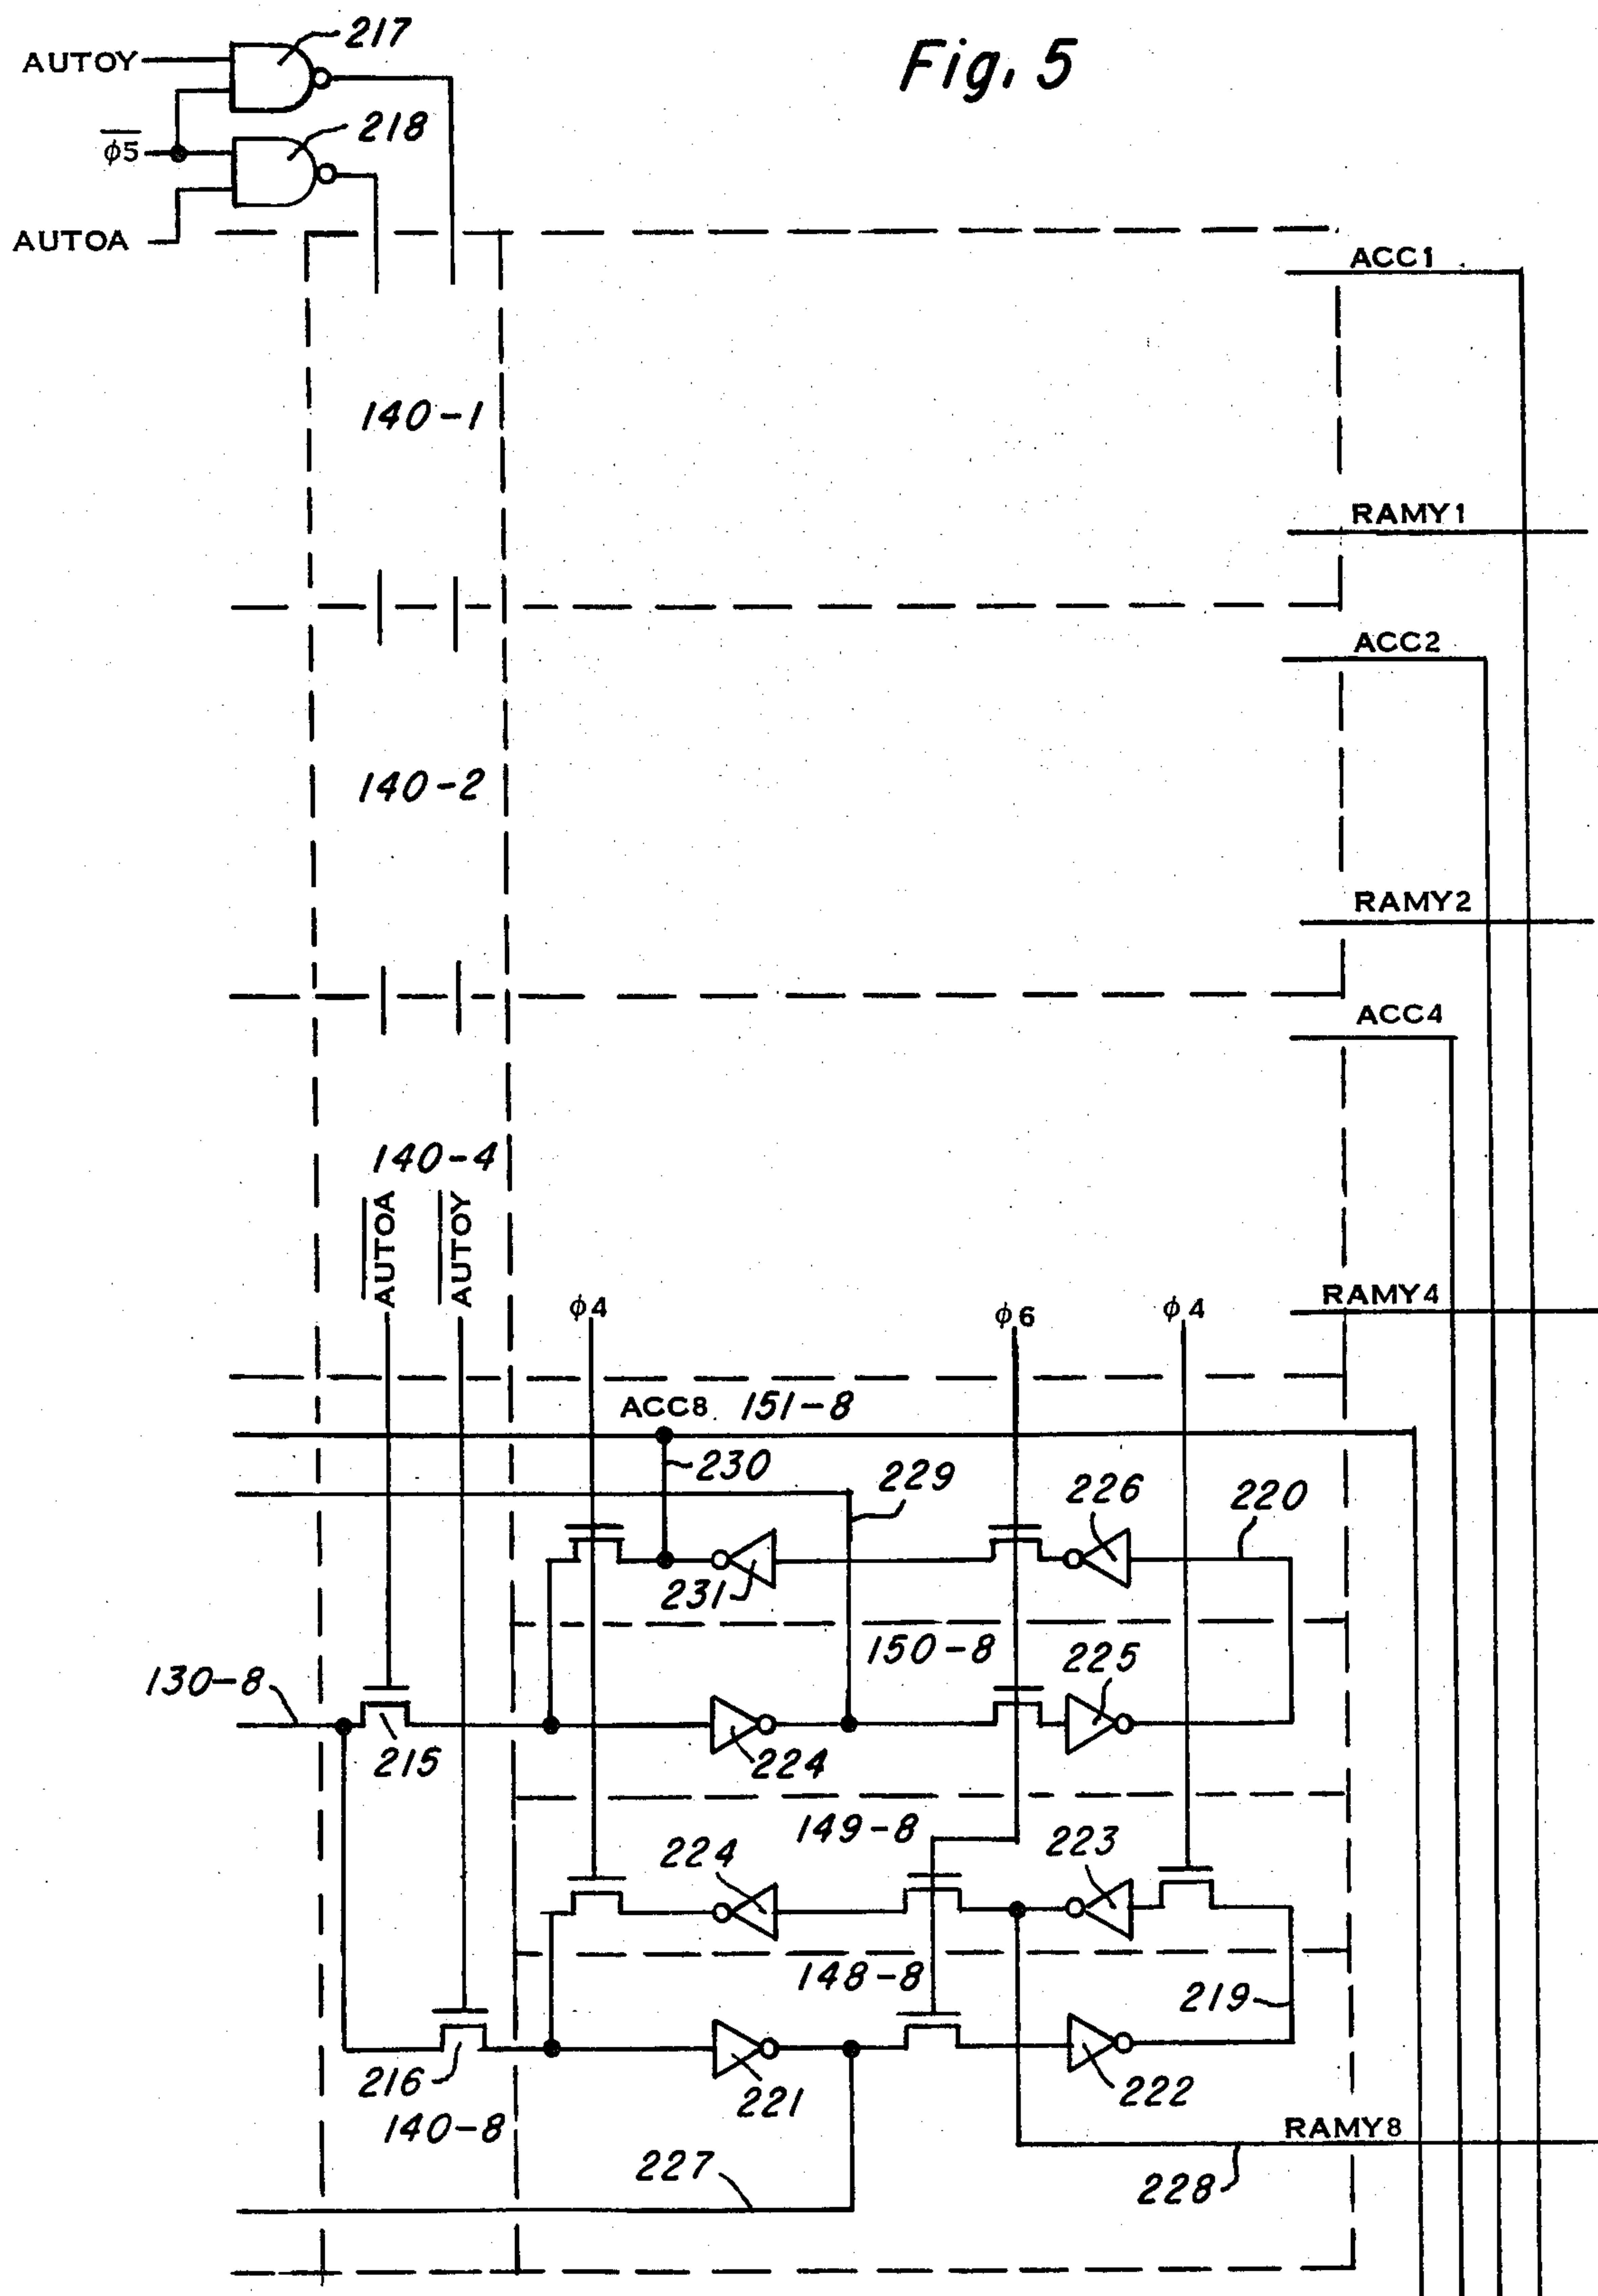 Fig. 5
217
AUTOY
218
φ5
AUTOA
ACC1
140-1
RAMY1
ACC2
140-2
RAMY2
ACC4
140-4
AUTOA
AUTOY
φ4
φ6
φ4
RAMY4
ACC8 151-8
230
229
226
220
231
150-8
225
130-8
215
224
149-8
224
223
148-8
219
216
221
222
140-8
RAMY8
227
228